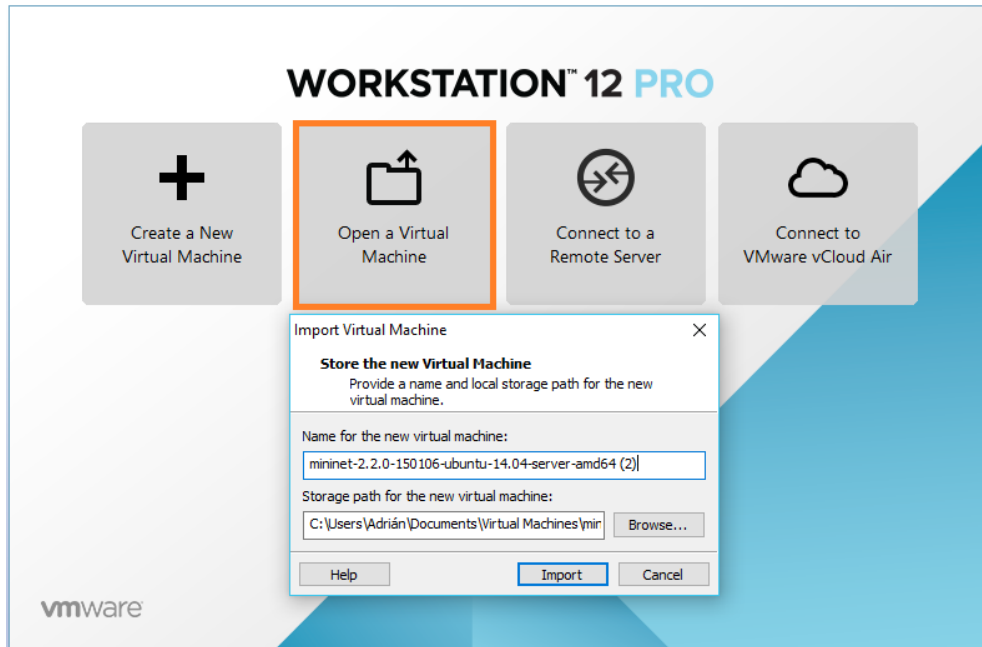 WORKSTATION™ 12 PRO
Create a New
Virtual Machine
Open a Virtual
Machine
Connect to a
Remote Server
Connect to
VMware vCloud Air
Import Virtual Machine
Store the new Virtual Machine
Provide a name and local storage path for the new
virtual machine.
Name for the new virtual machine:
mininet-2.2.0-150106-ubuntu-14.04-server-amd64 (2)
Storage path for the new virtual machine:
C:\Users\Adrián\Documents\Virtual Machines\min
Browse...
Help
Import
Cancel
vmware